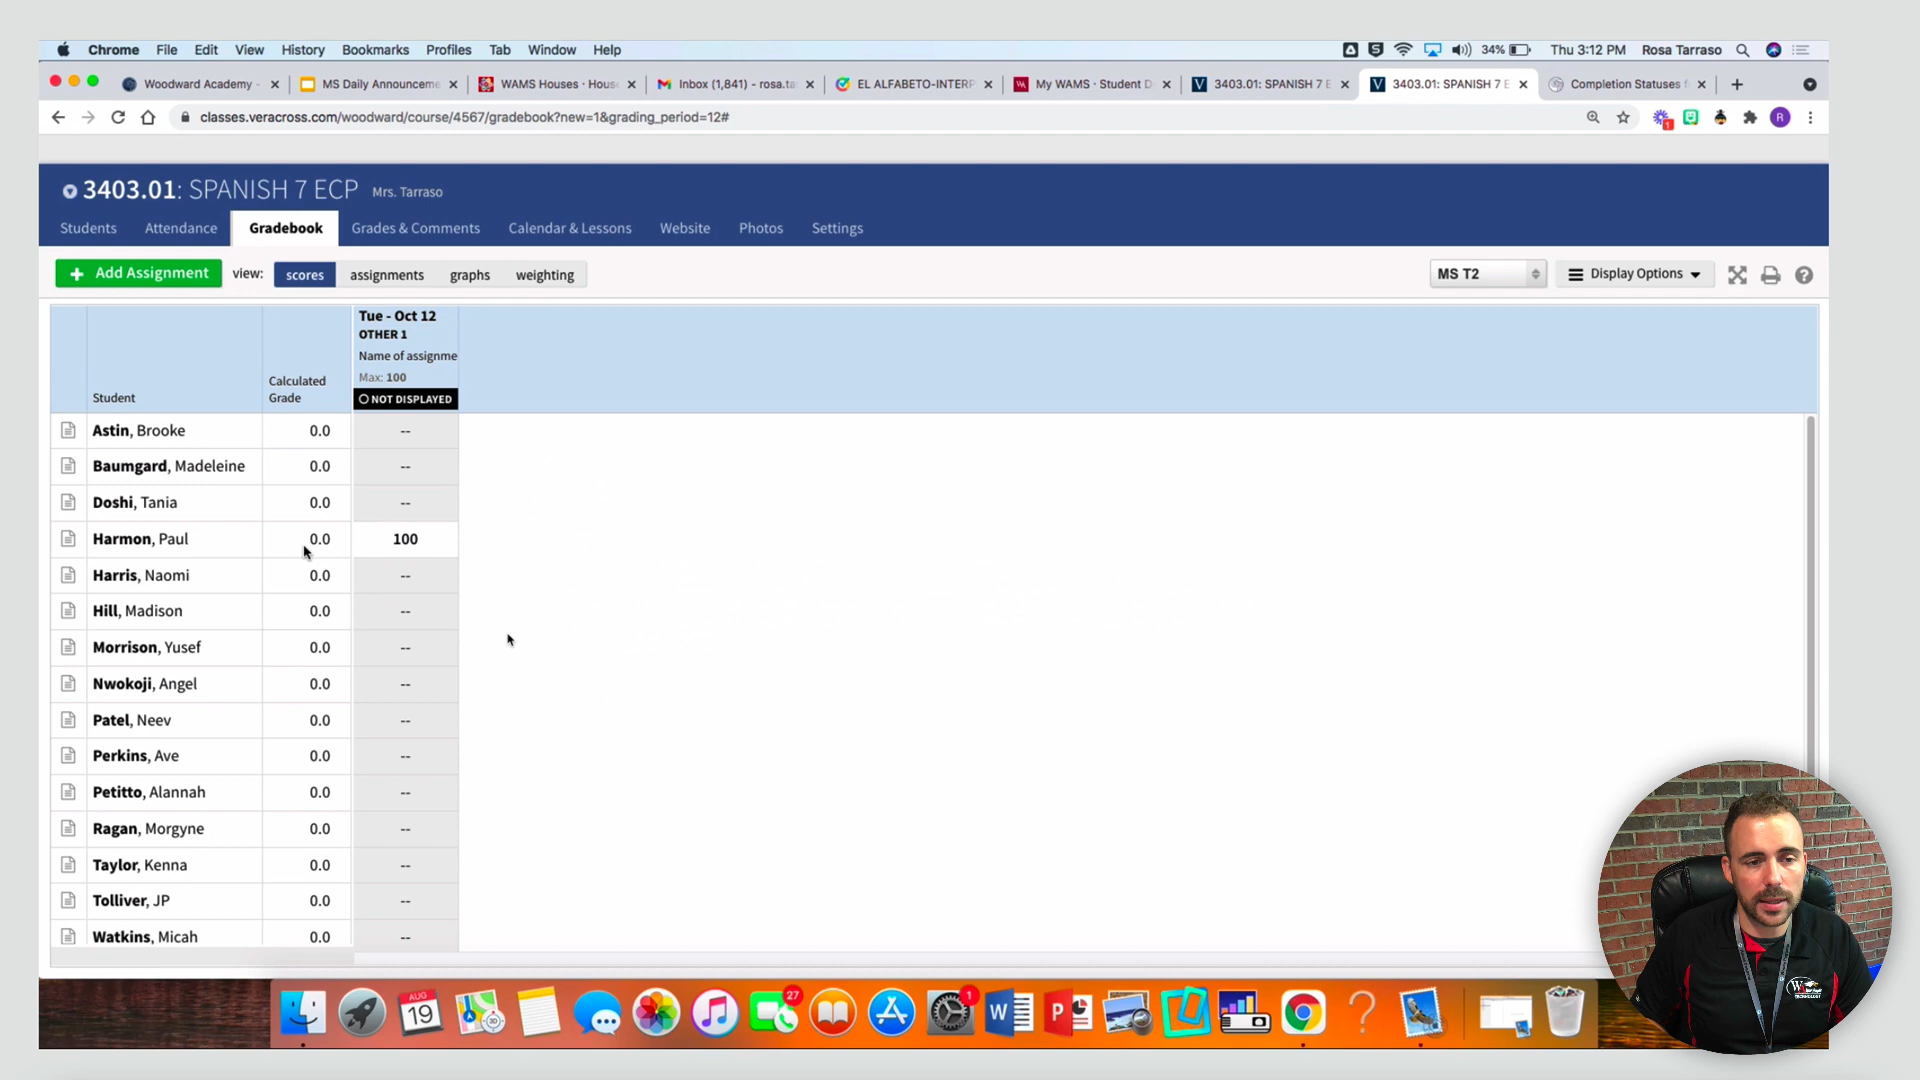 Chrome File Edit View History Bookmarks Profiles Tab Window Help 34% Thu 3:12 PM Rosa Tarraso
Woodward Academy - MS Daily Announceme WAMS Houses · Hous Inbox (1,841) - rosa.ta EL ALFABETO-INTERP My WAMS · Student D 3403.01: SPANISH 7 E 3403.01: SPANISH 7 E Completion Statuses f
classes.veracross.com/woodward/course/4567/gradebook?new=1&grading_period=12# 1 R
3403.01: SPANISH 7 ECP Mrs. Tarraso
Students Attendance Gradebook Grades & Comments Calendar & Lessons Website Photos Settings
+ Add Assignment view: scores assignments graphs weighting MS T2 Display Options ?
Tue - Oct 12
OTHER 1
Name of assignme
Max: 100
Student Calculated Grade NOT DISPLAYED
Astin, Brooke 0.0 --
Baumgard, Madeleine 0.0 --
Doshi, Tania 0.0 --
Harmon, Paul 0.0 100
Harris, Naomi 0.0 --
Hill, Madison 0.0 --
Morrison, Yusef 0.0 --
Nwokoji, Angel 0.0 --
Patel, Neev 0.0 --
Perkins, Ave 0.0 --
Petitto, Alannah 0.0 --
Ragan, Morgyne 0.0 --
Taylor, Kenna 0.0 --
Tolliver, JP 0.0 --
Watkins, Micah 0.0 --
AUG 19 3D 27 1 W P ?